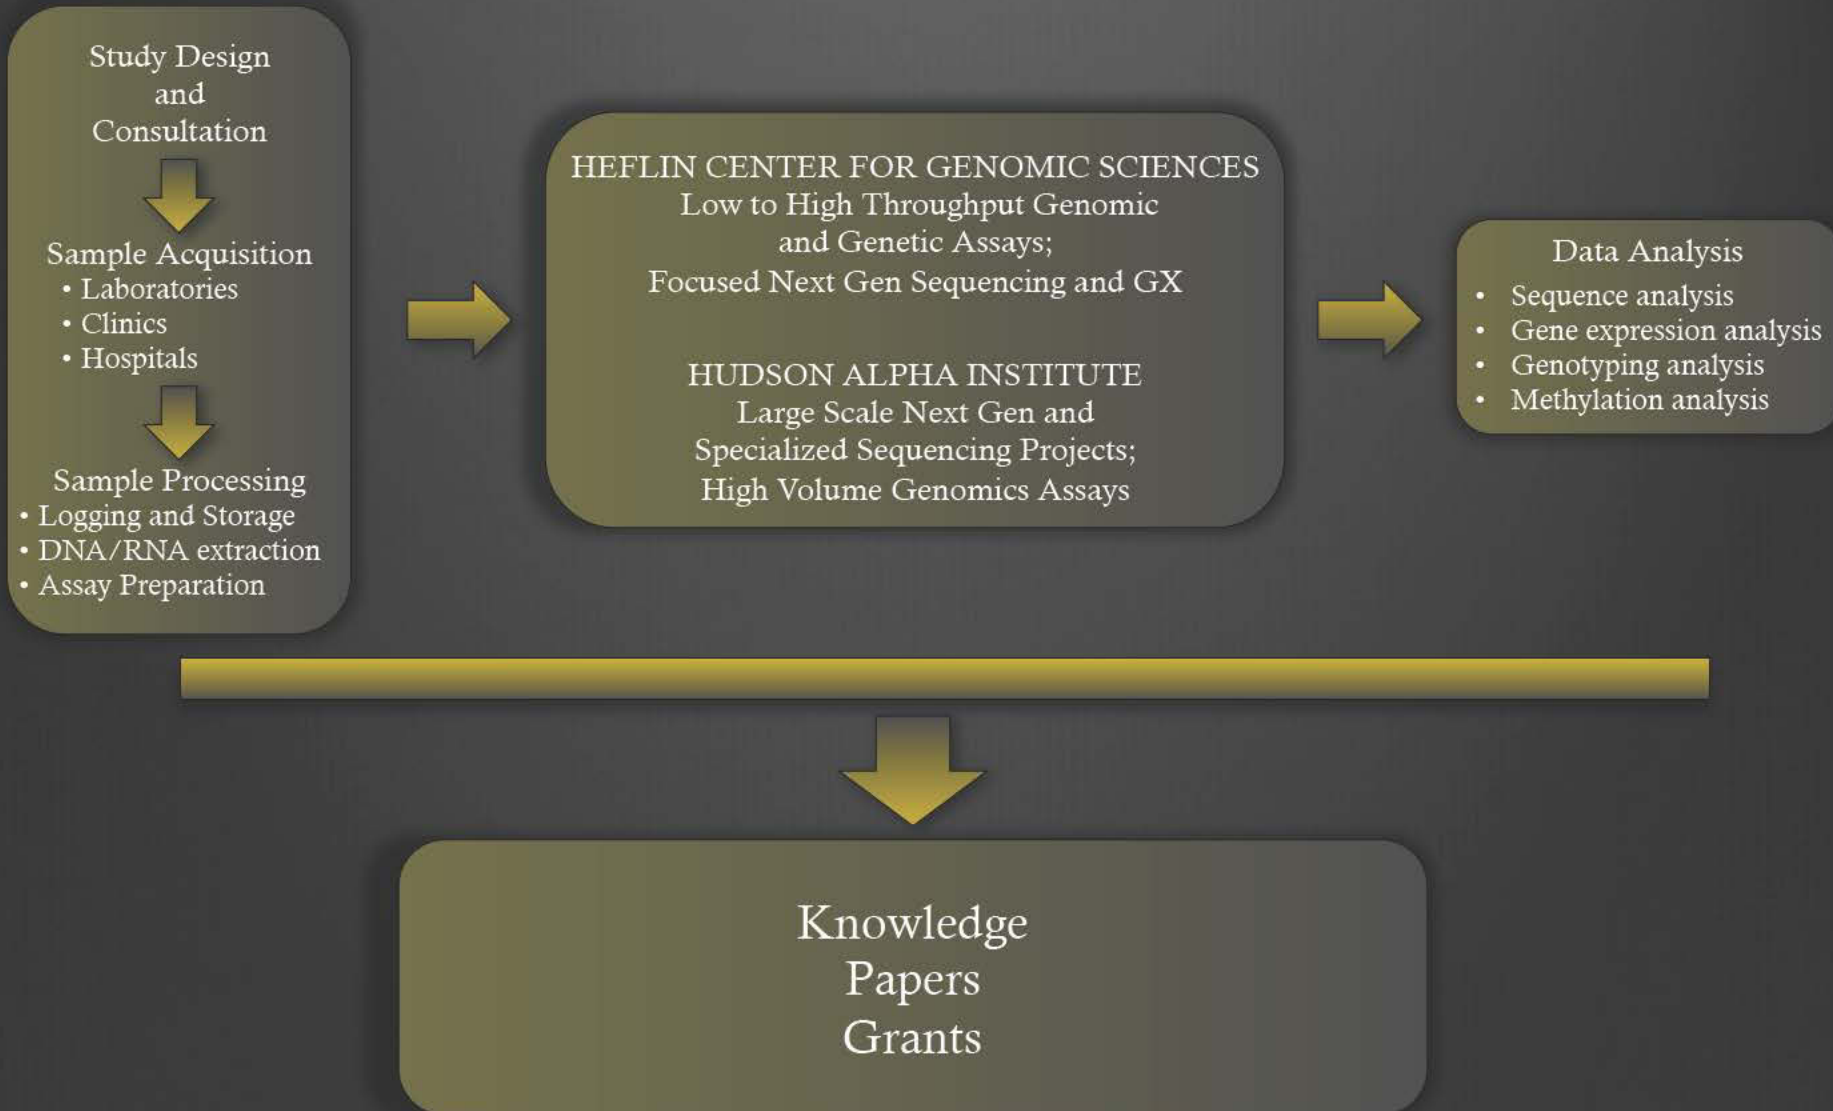 Study Design
and
Consultation
Sample Acquisition
• Laboratories
• Clinics
• Hospitals
Sample Processing
• Logging and Storage
• DNA/RNA extraction
• Assay Preparation
HEFLIN CENTER FOR GENOMIC SCIENCES
Low to High Throughput Genomic
and Genetic Assays;
Focused Next Gen Sequencing and GX
HUDSON ALPHA INSTITUTE
Large Scale Next Gen and
Specialized Sequencing Projects;
High Volume Genomics Assays
Data Analysis
• Sequence analysis
• Gene expression analysis
• Genotyping analysis
• Methylation analysis
Knowledge
Papers
Grants